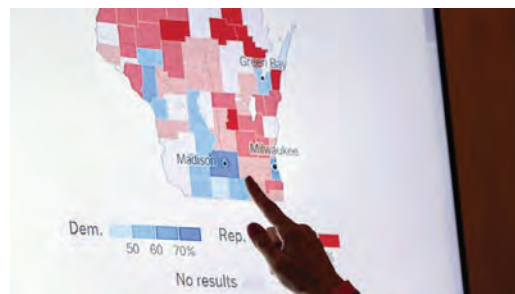 Green Bay
Milwaukee
Madison
Dem.
Rep.
50 60 70%
%
No results